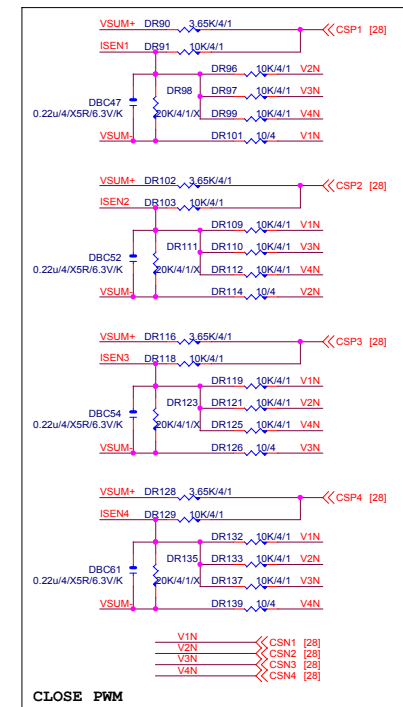 VSUM+ DR90 3.65K/4/1 CSP1 [28]
ISEN1 DR91 10K/4/1
DR96 10K/4/1 V2N
DR98 DR97 10K/4/1 V3N
DBC47
0.22u/4/X5R/6.3V/K 20K/4/1/X DR99 10K/4/1 V4N
VSUM- DR101 10/4 V1N
VSUM+ DR102 3.65K/4/1 CSP2 [28]
ISEN2 DR103 10K/4/1
DR109 10K/4/1 V1N
DR111 DR110 10K/4/1 V3N
DBC52
0.22u/4/X5R/6.3V/K 20K/4/1/X DR112 10K/4/1 V4N
VSUM- DR114 10/4 V2N
VSUM+ DR116 3.65K/4/1 CSP3 [28]
ISEN3 DR118 10K/4/1
DR119 10K/4/1 V1N
DR123 DR121 10K/4/1 V2N
DBC54
0.22u/4/X5R/6.3V/K 20K/4/1/X DR125 10K/4/1 V4N
VSUM- DR126 10/4 V3N
VSUM+ DR128 3.65K/4/1 CSP4 [28]
ISEN4 DR129 10K/4/1
DR132 10K/4/1 V1N
DR135 DR133 10K/4/1 V2N
DBC61
0.22u/4/X5R/6.3V/K 20K/4/1/X DR137 10K/4/1 V3N
VSUM- DR139 10/4 V4N
V1N CSN1 [28]
V2N CSN2 [28]
V3N CSN3 [28]
V4N CSN4 [28]
CLOSE PWM